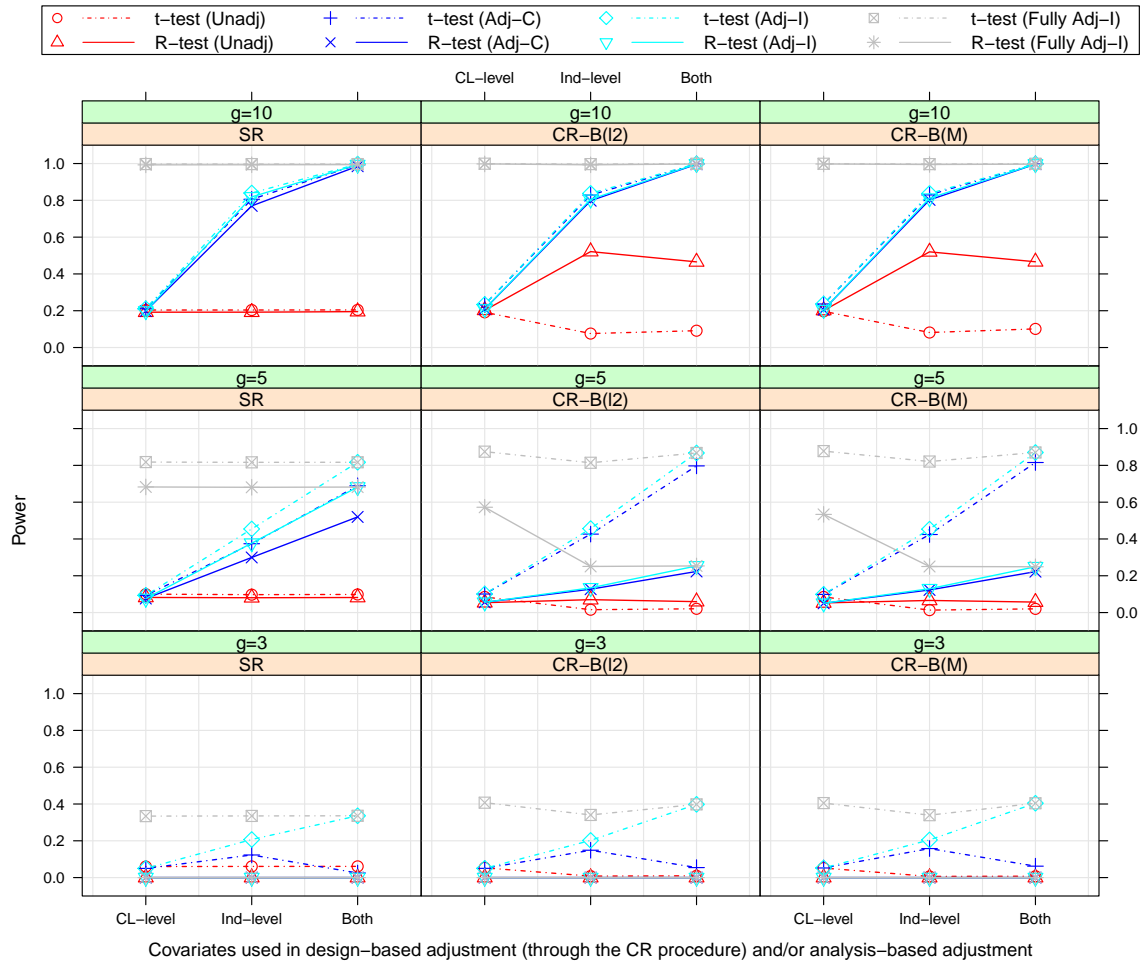 t−test (Unadj) t−test (Adj−C) t−test (Adj−I) t−test (Fully Adj−I)
R−test (Unadj) R−test (Adj−C) R−test (Adj−I) R−test (Fully Adj−I)
CL−level Ind−level Both
g=10 g=10 g=10
SR CR−B(l2) CR−B(M)
1.0
0.8
0.6
0.4
0.2
0.0
g=5 g=5 g=5
SR CR−B(l2) CR−B(M)
1.0
0.8
0.6
0.4
0.2
0.0
Power
g=3 g=3 g=3
SR CR−B(l2) CR−B(M)
1.0
0.8
0.6
0.4
0.2
0.0
CL−level Ind−level Both CL−level Ind−level Both
Covariates used in design−based adjustment (through the CR procedure) and/or analysis−based adjustment